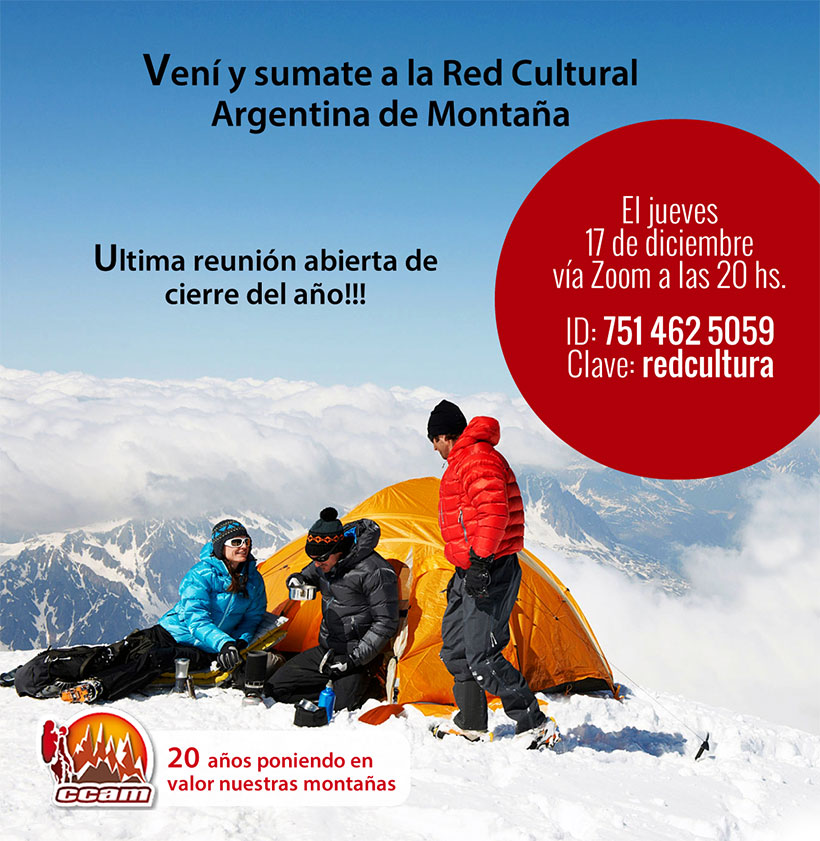 Vení y sumate a la Red Cultural
Argentina de Montaña
Ultima reunión abierta de
cierre del año!!!
El jueves
17 de diciembre
vía Zoom a las 20 hs.
ID: 751 462 5059
Clave: redcultura
ccam
20 años poniendo en
valor nuestras montañas